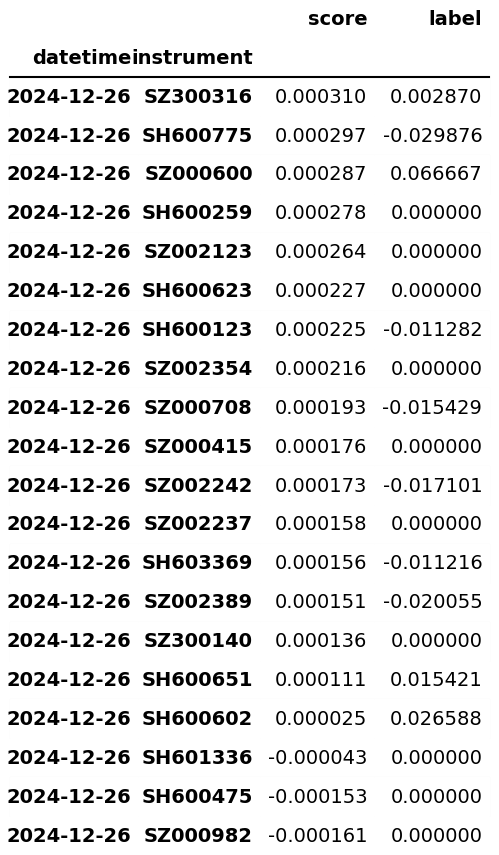 score label
datetime instrument
2024-12-26 SZ300316 0.000310 0.002870
2024-12-26 SH600775 0.000297 -0.029876
2024-12-26 SZ000600 0.000287 0.066667
2024-12-26 SH600259 0.000278 0.000000
2024-12-26 SZ002123 0.000264 0.000000
2024-12-26 SH600623 0.000227 0.000000
2024-12-26 SH600123 0.000225 -0.011282
2024-12-26 SZ002354 0.000216 0.000000
2024-12-26 SZ000708 0.000193 -0.015429
2024-12-26 SZ000415 0.000176 0.000000
2024-12-26 SZ002242 0.000173 -0.017101
2024-12-26 SZ002237 0.000158 0.000000
2024-12-26 SH603369 0.000156 -0.011216
2024-12-26 SZ002389 0.000151 -0.020055
2024-12-26 SZ300140 0.000136 0.000000
2024-12-26 SH600651 0.000111 0.015421
2024-12-26 SH600602 0.000025 0.026588
2024-12-26 SH601336 -0.000043 0.000000
2024-12-26 SH600475 -0.000153 0.000000
2024-12-26 SZ000982 -0.000161 0.000000